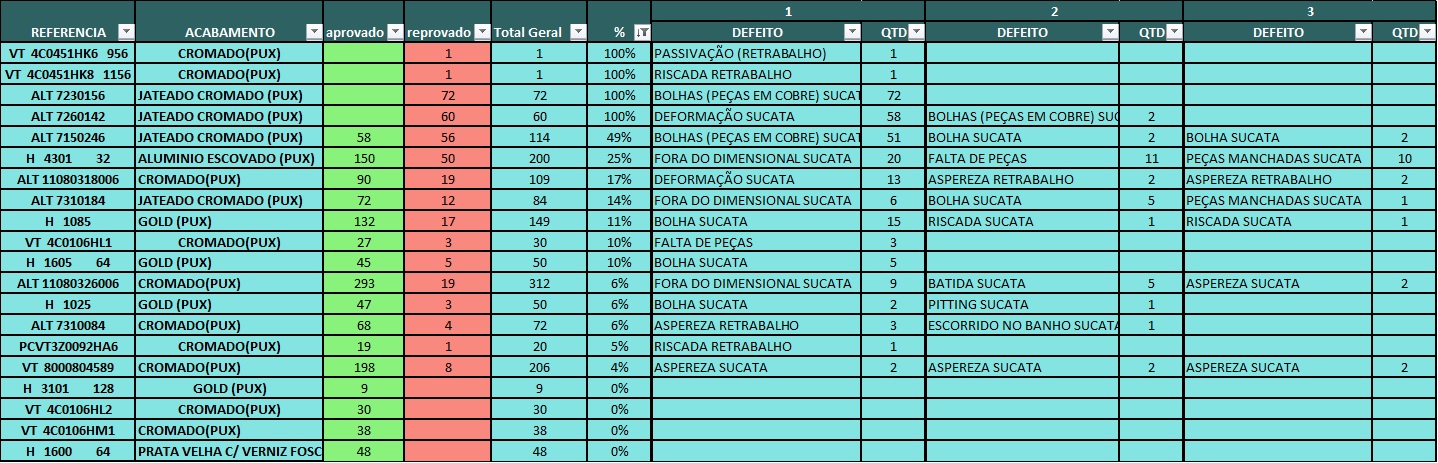 1 2 3
REFERENCIA ACABAMENTO aprovado reprovado Total Geral % DEFEITO QTD DEFEITO QTD DEFEITO QTD
VT 4C0451HK6 956 CROMADO(PUX) 1 1 100% PASSIVAÇÃO (RETRABALHO) 1
VT 4C0451HK8 1156 CROMADO(PUX) 1 1 100% RISCADA RETRABALHO 1
ALT 7230156 JATEADO CROMADO (PUX) 72 72 100% BOLHAS (PEÇAS EM COBRE) SUCAT 72
ALT 7260142 JATEADO CROMADO (PUX) 60 60 100% DEFORMAÇÃO SUCATA 58 BOLHAS (PEÇAS EM COBRE) SUC 2
ALT 7150246 JATEADO CROMADO (PUX) 58 56 114 49% BOLHAS (PEÇAS EM COBRE) SUCAT 51 BOLHA SUCATA 2 BOLHA SUCATA 2
H 4301 32 ALUMINIO ESCOVADO (PUX) 150 50 200 25% FORA DO DIMENSIONAL SUCATA 20 FALTA DE PEÇAS 11 PEÇAS MANCHADAS SUCATA 10
ALT 11080318006 CROMADO(PUX) 90 19 109 17% DEFORMAÇÃO SUCATA 13 ASPEREZA RETRABALHO 2 ASPEREZA RETRABALHO 2
ALT 7310184 JATEADO CROMADO (PUX) 72 12 84 14% FORA DO DIMENSIONAL SUCATA 6 BOLHA SUCATA 5 PEÇAS MANCHADAS SUCATA 1
H 1085 GOLD (PUX) 132 17 149 11% BOLHA SUCATA 15 RISCADA SUCATA 1 RISCADA SUCATA 1
VT 4C0106HL1 CROMADO(PUX) 27 3 30 10% FALTA DE PEÇAS 3
H 1605 64 GOLD (PUX) 45 5 50 10% BOLHA SUCATA 5
ALT 11080326006 CROMADO(PUX) 293 19 312 6% FORA DO DIMENSIONAL SUCATA 9 BATIDA SUCATA 5 ASPEREZA SUCATA 2
H 1025 GOLD (PUX) 47 3 50 6% BOLHA SUCATA 2 PITTING SUCATA 1
ALT 7310084 CROMADO(PUX) 68 4 72 6% ASPEREZA RETRABALHO 3 ESCORRIDO NO BANHO SUCATA 1
PCVT3Z0092HA6 CROMADO(PUX) 19 1 20 5% RISCADA RETRABALHO 1
VT 8000804589 CROMADO(PUX) 198 8 206 4% ASPEREZA SUCATA 2 ASPEREZA SUCATA 2 ASPEREZA SUCATA 2
H 3101 128 GOLD (PUX) 9 9 0%
VT 4C0106HL2 CROMADO(PUX) 30 30 0%
VT 4C0106HM1 CROMADO(PUX) 38 38 0%
H 1600 64 PRATA VELHA C/ VERNIZ FOSC 48 48 0%